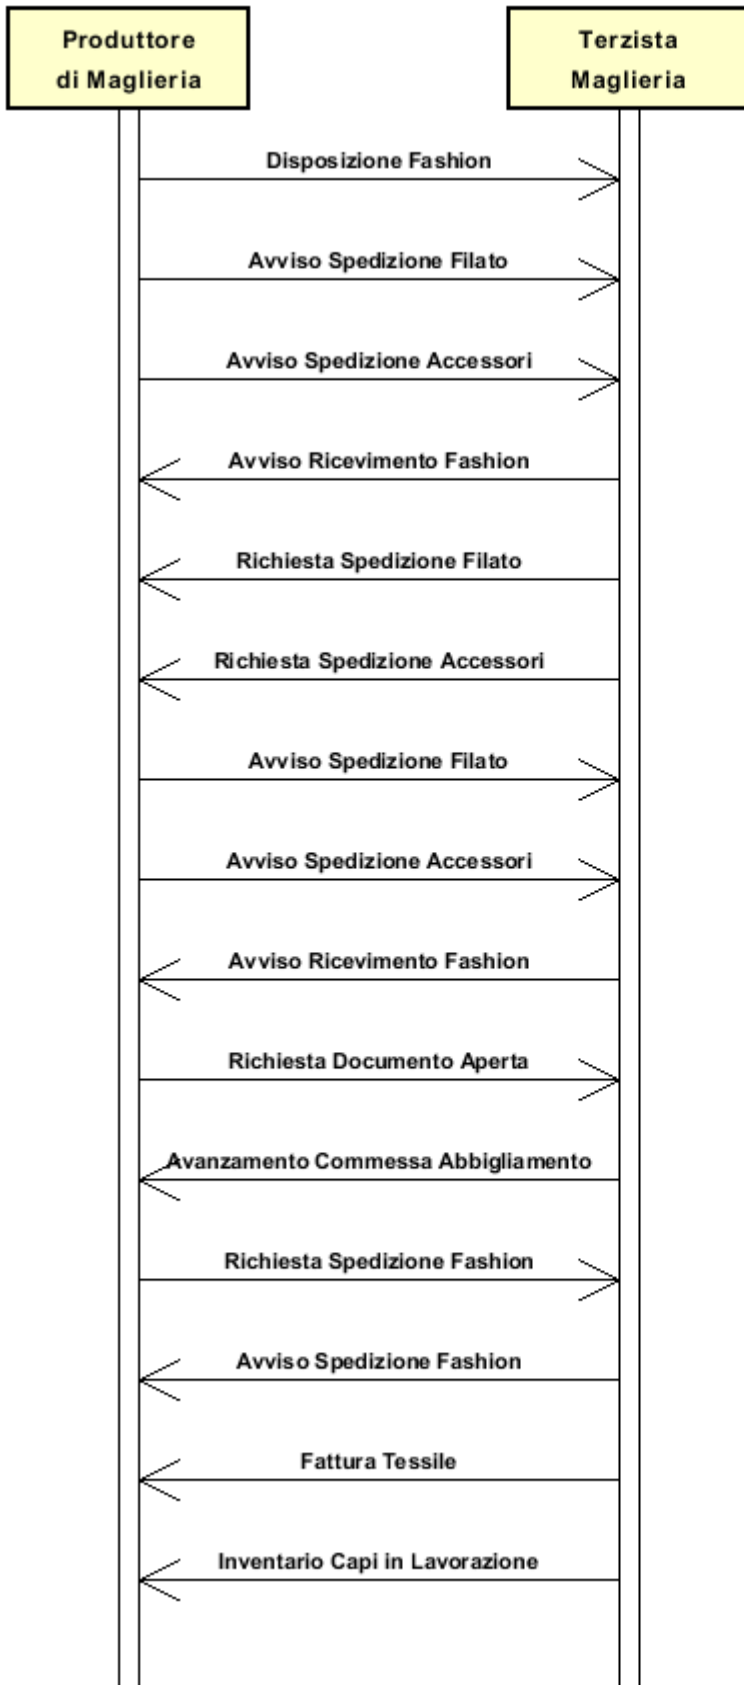 Produttore
di Maglieria
Terzista
Maglieria
Disposizione Fashion
Avviso Spedizione Filato
Avviso Spedizione Accessori
Avviso Ricevimento Fashion
Richiesta Spedizione Filato
Richiesta Spedizione Accessori
Avviso Spedizione Filato
Avviso Spedizione Accessori
Avviso Ricevimento Fashion
Richiesta Documento Aperta
Avanzamento Commessa Abbigliamento
Richiesta Spedizione Fashion
Avviso Spedizione Fashion
Fattura Tessile
Inventario Capi in Lavorazione